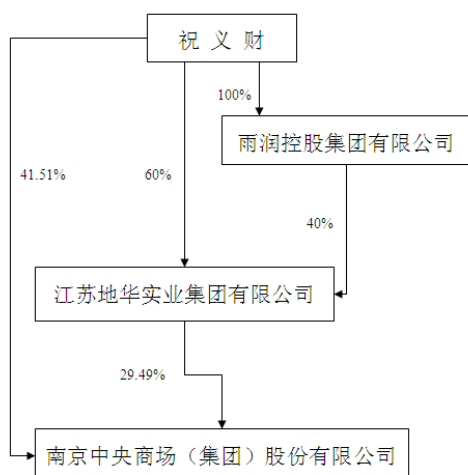 祝 义 财
100%
雨润控股集团有限公司
41.51%
60%
40%
江苏地华实业集团有限公司
29.49%
南京中央商场（集团）股份有限公司